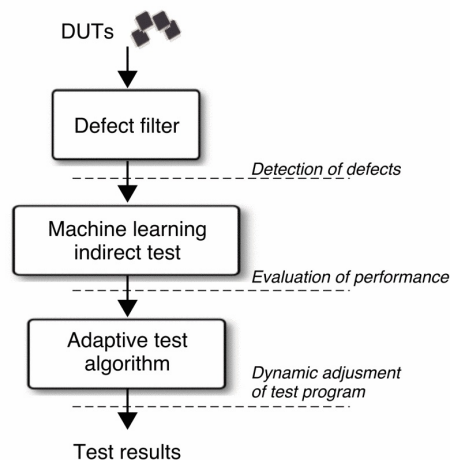 DUTs
Defect filter
Detection of defects
Machine learning
indirect test
Evaluation of performance
Adaptive test
algorithm
Dynamic adjusment
of test program
Test results